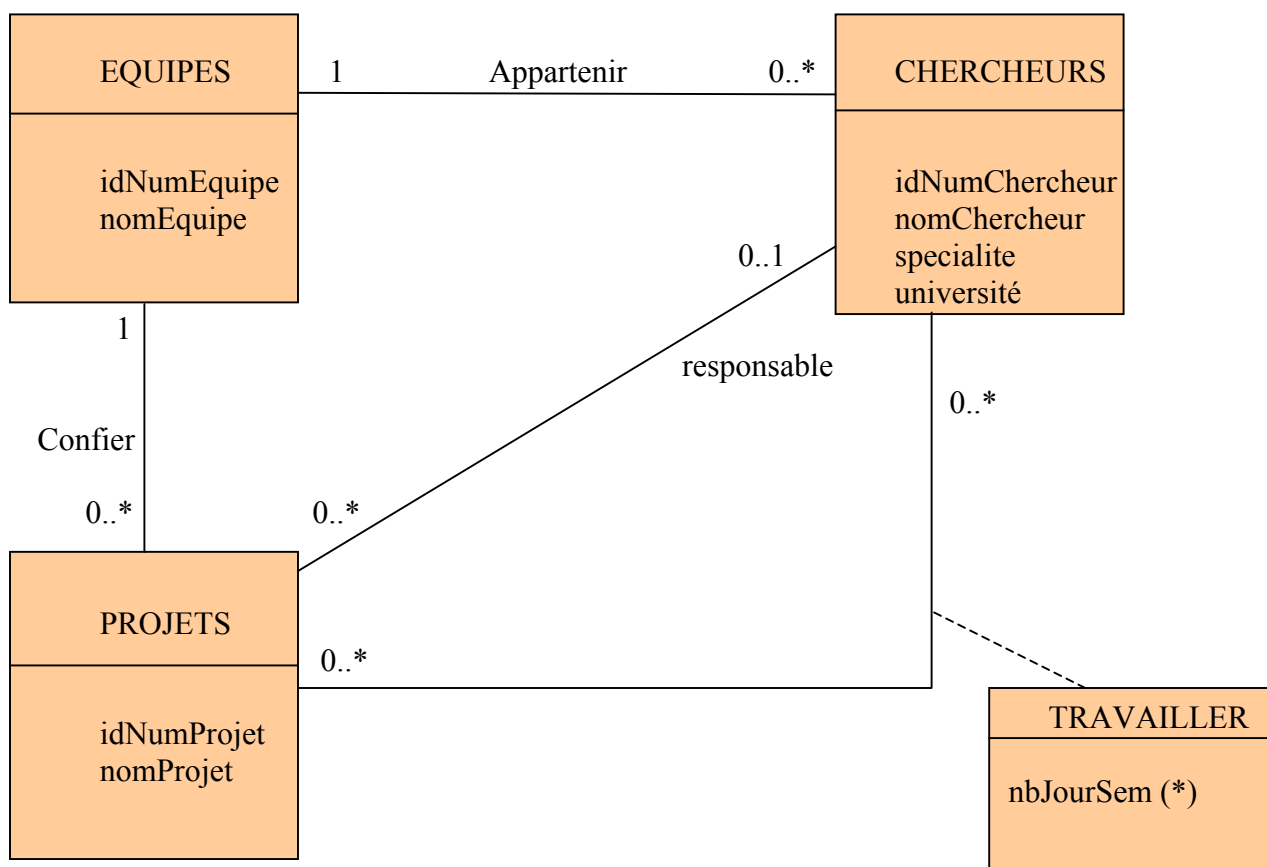 EQUIPES
1
Appartenir
0..*
CHERCHEURS
idNumEquipe
nomEquipe
idNumChercheur
nomChercheur
specialite
université
0..1
1
responsable
0..*
Confier
0..*
0..*
PROJETS
0..*
idNumProjet
nomProjet
TRAVAILLER
nbJourSem (*)